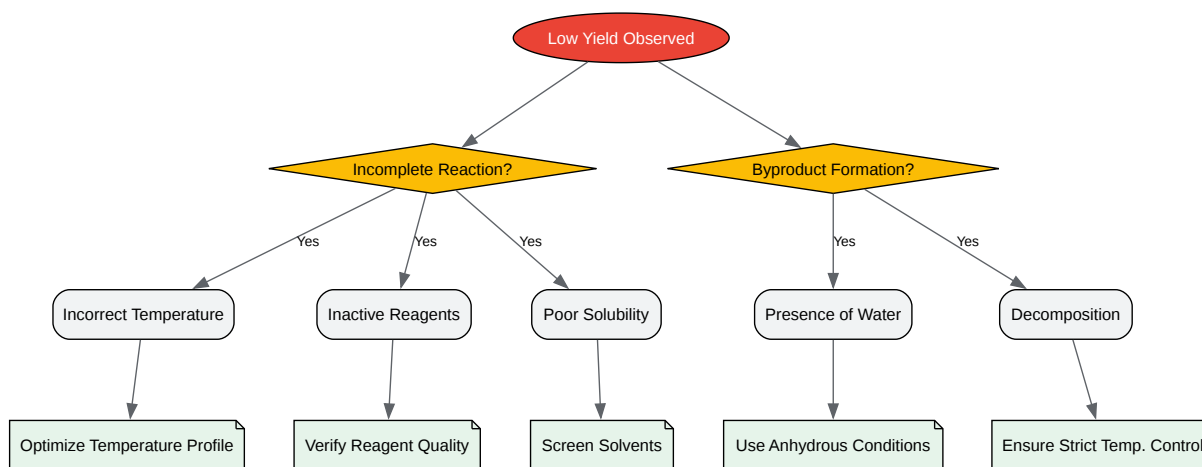 Low Yield Observed
Incomplete Reaction?
Byproduct Formation?
Yes
Yes
Yes
Yes
Yes
Incorrect Temperature
Inactive Reagents
Poor Solubility
Presence of Water
Decomposition
Optimize Temperature Profile
Verify Reagent Quality
Screen Solvents
Use Anhydrous Conditions
Ensure Strict Temp. Control